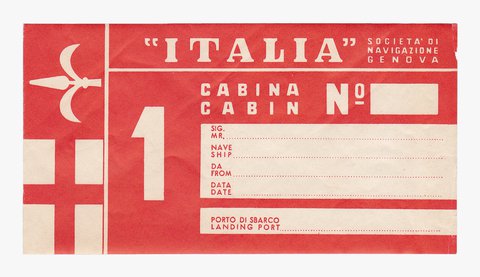 "ITALIA"
SOCIETA' DI
NAVIGAZIONE
GENOVA
CABINA
CABIN
Nº
1
SIG.
MR.
NAVE
SHIP
DA
FROM
DATA
DATE
PORTO DI SBARCO
LANDING PORT